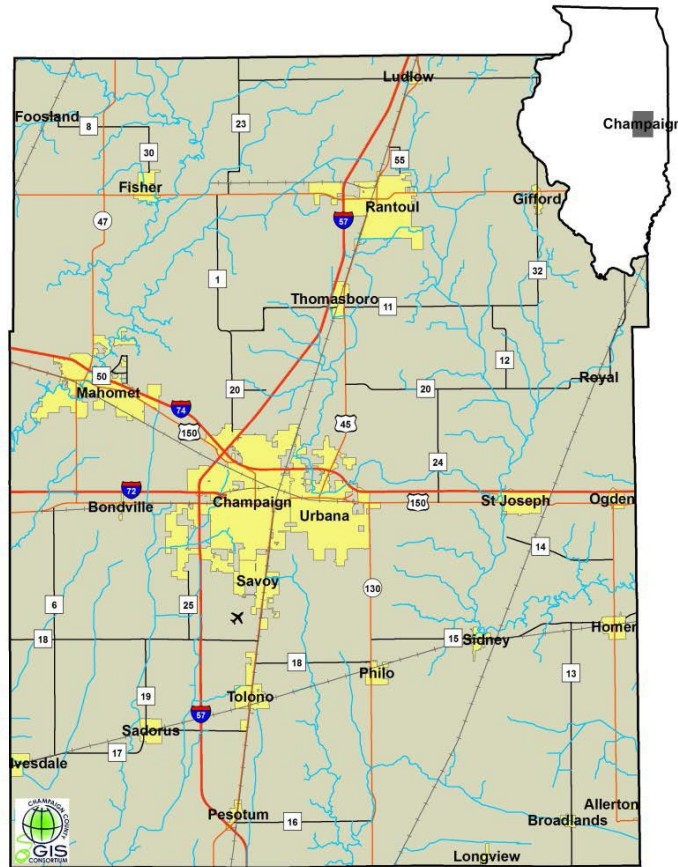 Ludlow
Champaign
Foosland
23
8
30
55
Fisher
Rantoul
Gifford
47
57
32
1
Thomasboro
11
12
50
20
20
Royal
Mahomet
74
150
45
24
72
Bondville
Champaign
Urbana
150
St Joseph
Ogden
14
Savoy
130
6
25
18
15
Sidney
Homer
18
Philo
13
19
Tolono
57
Sadorus
17
lvesdale
CHAMPAIGN COUNTY
GIS
CONSORTIUM
Pesotum
16
Allerton
Broadlands
Longview